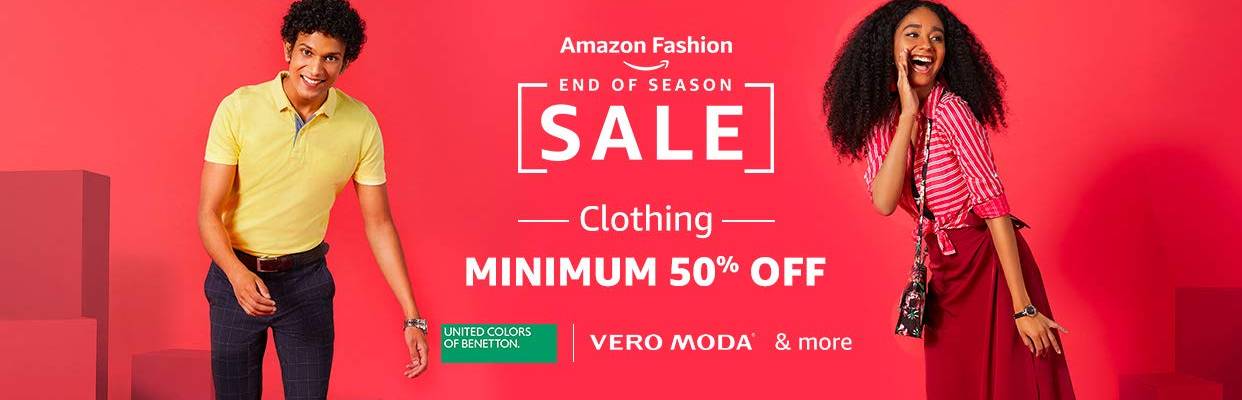 Amazon Fashion
END OF SEASON
SALE
Clothing
MINIMUM 50% OFF
UNITED COLORS
OF BENETTON.
VERO MODA® & more